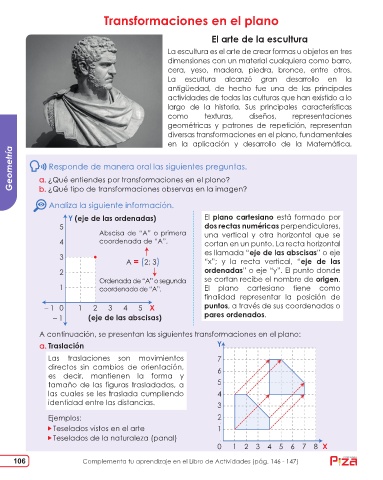 Transformaciones en el plano
El arte de la escultura
La escultura es el arte de crear formas u objetos en tres
dimensiones con un material cualquiera como barro,
cera, yeso, madera, piedra, bronce, entre otros.
La escultura alcanzó gran desarrollo en la
antigüedad, de hecho fue una de las principales
actividades de todas las culturas que han existido a lo
largo de la historia. Sus principales características
como texturas, diseños, representaciones
geométricas y patrones de repetición, representan
diversas transformaciones en el plano, fundamentales
en la aplicación y desarrollo de la Matemática.
Geometría
Responde de manera oral las siguientes preguntas.
a. ¿Qué entiendes por transformaciones en el plano?
b. ¿Qué tipo de transformaciones observas en la imagen?
Analiza la siguiente información.
Y (eje de las ordenadas)
5
4
3
2
1
Abscisa de "A" o primera
coordenada de "A".
A = (2; 3)
Ordenada de "A" o segunda
coordenada de "A".
– 1 0 1 2 3 4 5 X
– 1 (eje de las abscisas)
El plano cartesiano está formado por
dos rectas numéricas perpendiculares,
una vertical y otra horizontal que se
cortan en un punto. La recta horizontal
es llamada "eje de las abscisas" o eje
"x"; y la recta vertical, "eje de las
ordenadas" o eje "y". El punto donde
se cortan recibe el nombre de origen.
El plano cartesiano tiene como
finalidad representar la posición de
puntos, a través de sus coordenadas o
pares ordenados.
A continuación, se presentan las siguientes transformaciones en el plano:
a. Traslación
Las traslaciones son movimientos
directos sin cambios de orientación,
es decir, mantienen la forma y
tamaño de las figuras trasladadas, a
las cuales se les traslada cumpliendo
identidad entre las distancias.
Ejemplos:
Teselados vistos en el arte
Teselados de la naturaleza (panal)
Y
7
6
5
4
3
2
1
0 1 2 3 4 5 6 7 8 X
106
Complementa tu aprendizaje en el Libro de Actividades (pág. 146 - 147)